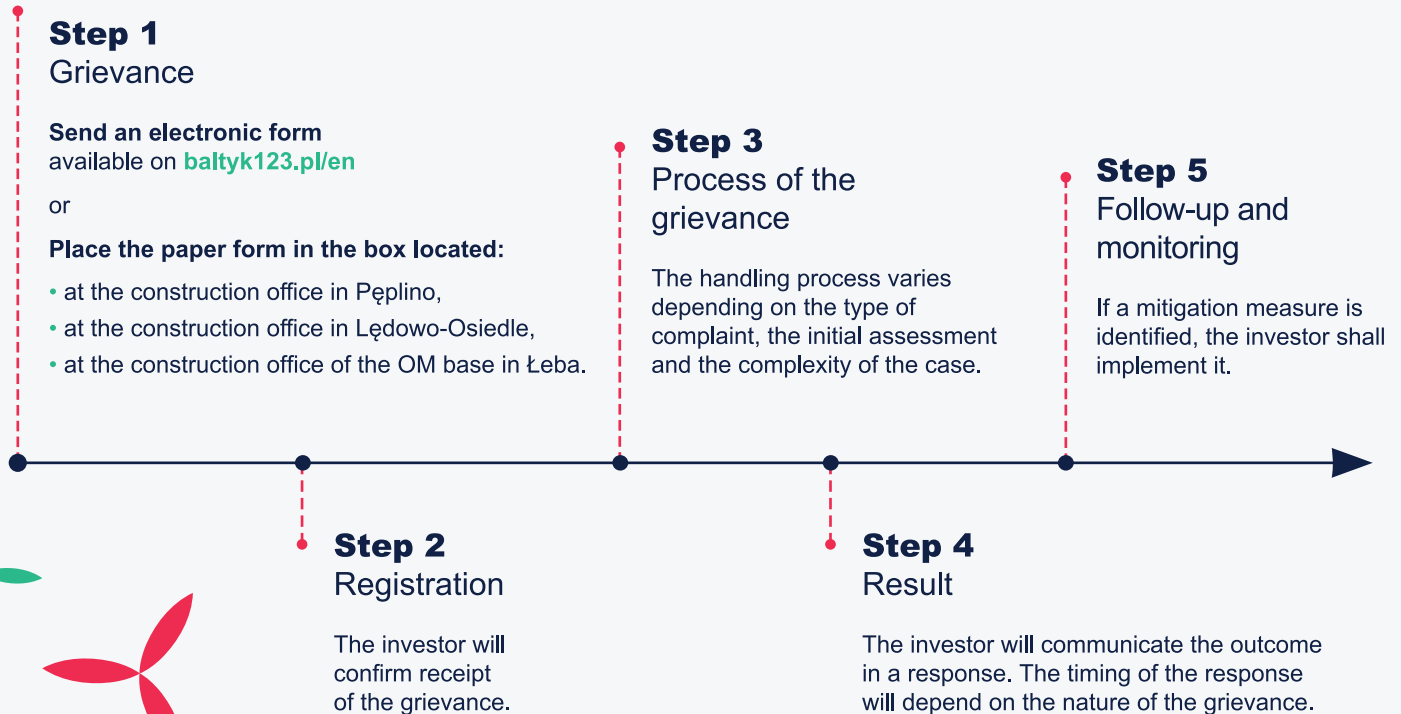 Step 1
Grievance
Send an electronic form
available on baltyk123.pl/en
or
Place the paper form in the box located:
• at the construction office in Pęplino,
• at the construction office in Lędowo-Osiedle,
• at the construction office of the OM base in Łeba.
Step 2
Registration
The investor will
confirm receipt
of the grievance.
Step 3
Process of the
grievance
The handling process varies
depending on the type of
complaint, the initial assessment
and the complexity of the case.
Step 4
Result
The investor will communicate the outcome
in a response. The timing of the response
will depend on the nature of the grievance.
Step 5
Follow-up and
monitoring
If a mitigation measure is
identified, the investor shall
implement it.